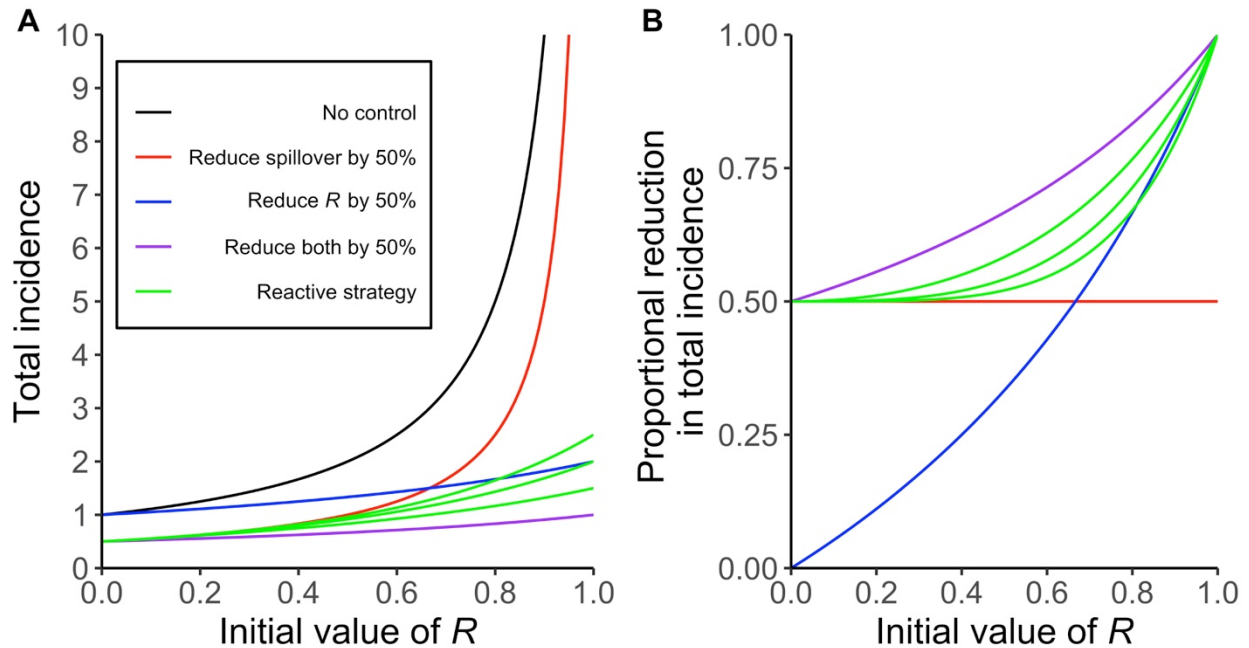 A
Total incidence
10
9
8
7
6
5
4
3
2
1
0
No control
Reduce spillover by 50%
Reduce R by 50%
Reduce both by 50%
Reactive strategy
0.0 0.2 0.4 0.6 0.8 1.0
Initial value of R
B
Proportional reduction
in total incidence
1.00
0.75
0.50
0.25
0.00
0.0 0.2 0.4 0.6 0.8 1.0
Initial value of R